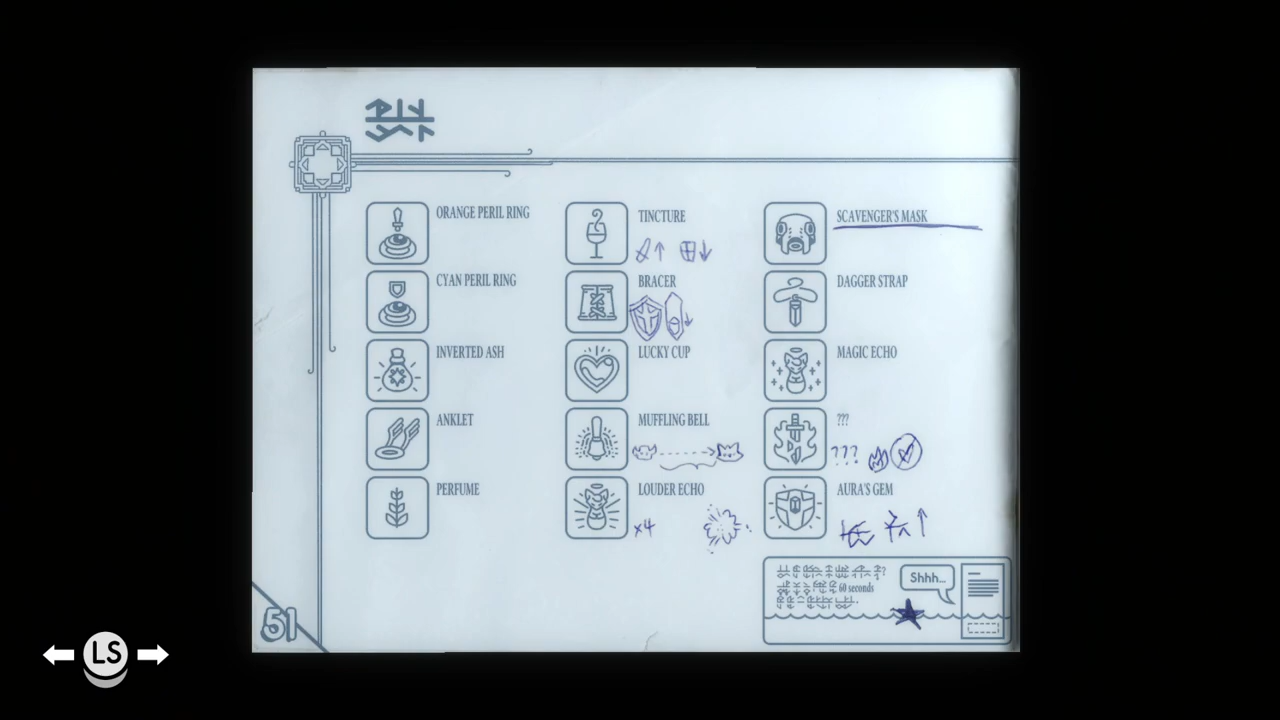 ORANGE PERIL RING
CYAN PERIL RING
INVERTED ASH
ANKLET
PERFUME
TINCTURE
BRACER
LUCKY CUP
MUFFLING BELL
LOUDER ECHO
x4
SCAVENGER'S MASK
DAGGER STRAP
MAGIC ECHO
???
???
AURA'S GEM
60 seconds
Shhh...
51
LS